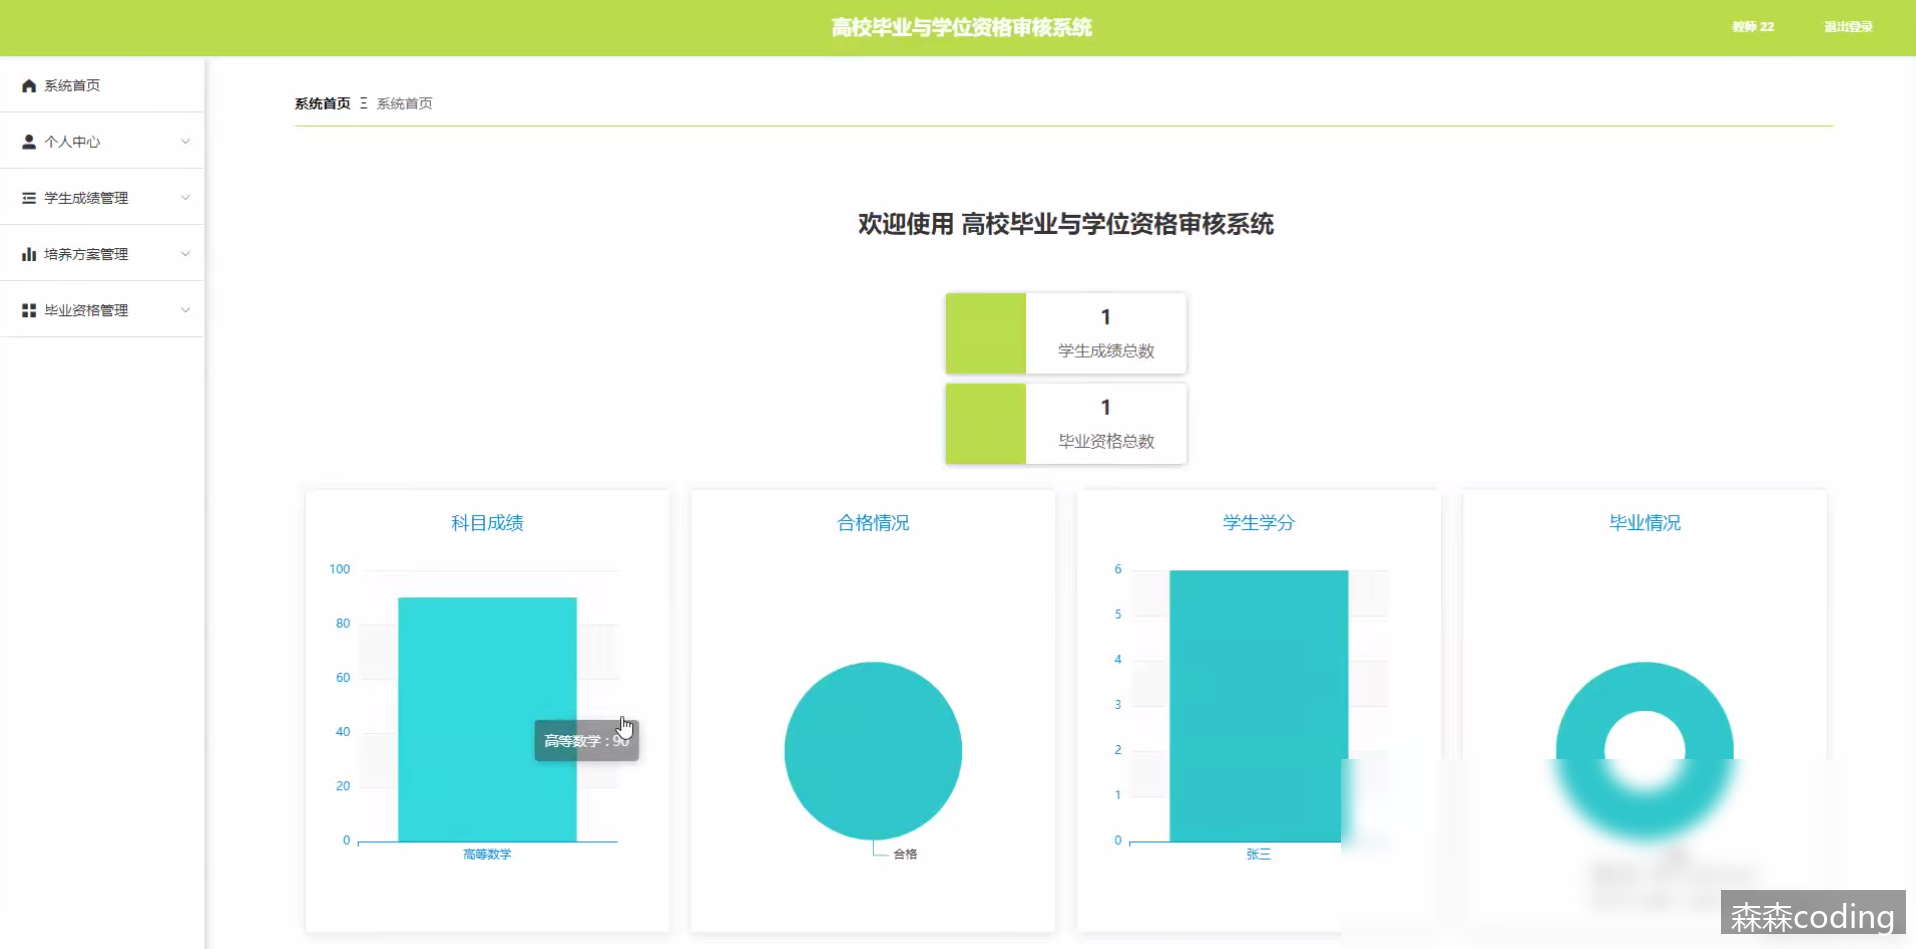 高校毕业与学位资格审核系统
教师 22
退出登录
系统首页
个人中心
学生成绩管理
培养方案管理
毕业资格管理
系统首页 Ξ 系统首页
欢迎使用 高校毕业与学位资格审核系统
1
学生成绩总数
1
毕业资格总数
科目成绩
100
80
60
40
20
0
高等数学 : 90
高等数学
合格情况
合格
学生学分
6
5
4
3
2
1
0
张三
毕业情况
森森coding